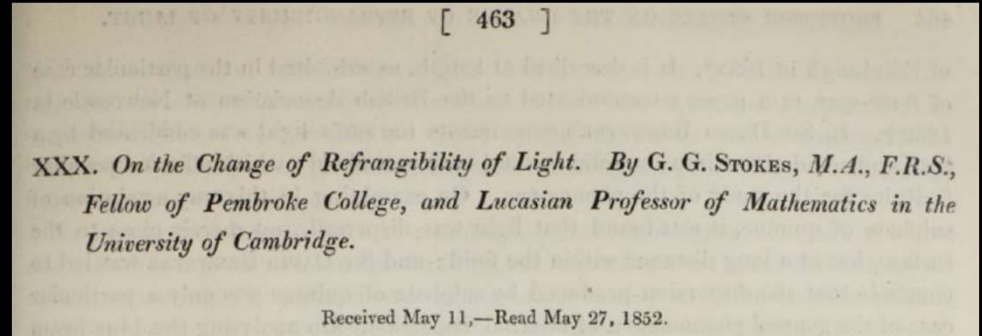 [ 463 ]
XXX. On the Change of Refrangibility of Light. By G. G. STOKES, M.A., F.R.S.,
Fellow of Pembroke College, and Lucasian Professor of Mathematics in the
University of Cambridge.
Received May 11,—Read May 27, 1852.